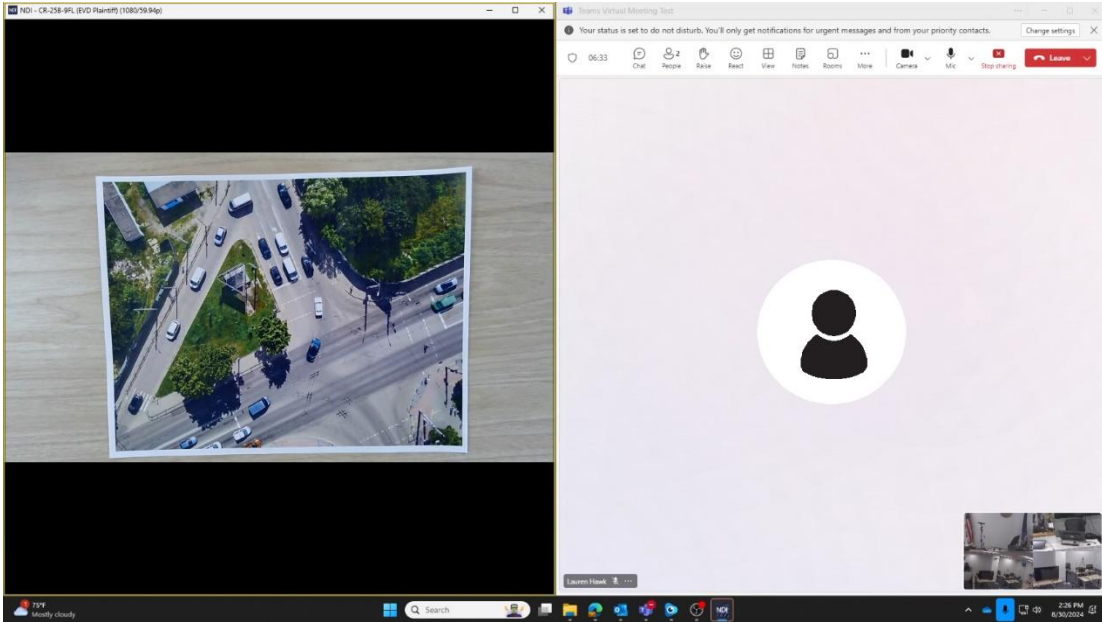 NDI - CR-25B-9FL (EVD Plaintiff) (1080/59.94p)
Teams Virtual Meeting Test
Your status is set to do not disturb. You'll only get notifications for urgent messages and from your priority contacts.
Change settings
06:33
2
Chat
People
Raise
React
View
Notes
Rooms
More
Camera
Mic
Stop sharing
Leave
Lauren Hawk
75°F
Mostly cloudy
Search
NDI
2:26 PM
8/30/2024